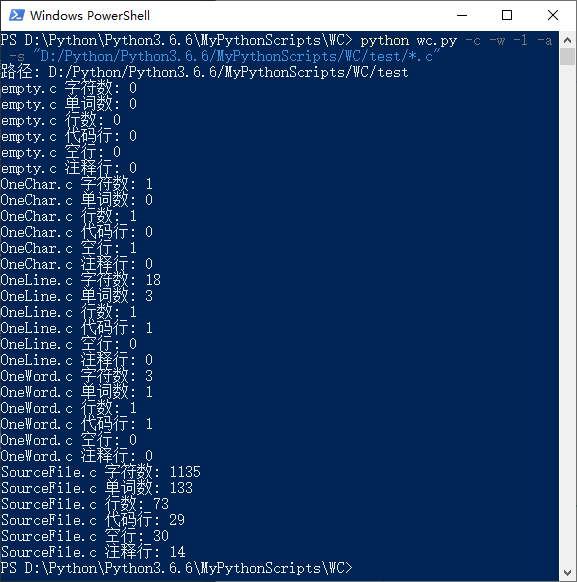 Windows PowerShell
PS D:\Python\Python3.6.6\MyPythonScripts\WC> python wc.py -c -w -l -a
-s "D:/Python/Python3.6.6/MyPythonScripts/WC/test/*.c"
路径: D:/Python/Python3.6.6/MyPythonScripts/WC/test
empty.c 字符数: 0
empty.c 单词数: 0
empty.c 行数: 0
empty.c 代码行: 0
empty.c 空行: 0
empty.c 注释行: 0
OneChar.c 字符数: 1
OneChar.c 单词数: 0
OneChar.c 行数: 1
OneChar.c 代码行: 0
OneChar.c 空行: 1
OneChar.c 注释行: 0
OneLine.c 字符数: 18
OneLine.c 单词数: 3
OneLine.c 行数: 1
OneLine.c 代码行: 1
OneLine.c 空行: 0
OneLine.c 注释行: 0
OneWord.c 字符数: 3
OneWord.c 单词数: 1
OneWord.c 行数: 1
OneWord.c 代码行: 1
OneWord.c 空行: 0
OneWord.c 注释行: 0
SourceFile.c 字符数: 1135
SourceFile.c 单词数: 133
SourceFile.c 行数: 73
SourceFile.c 代码行: 29
SourceFile.c 空行: 30
SourceFile.c 注释行: 14
PS D:\Python\Python3.6.6\MyPythonScripts\WC>